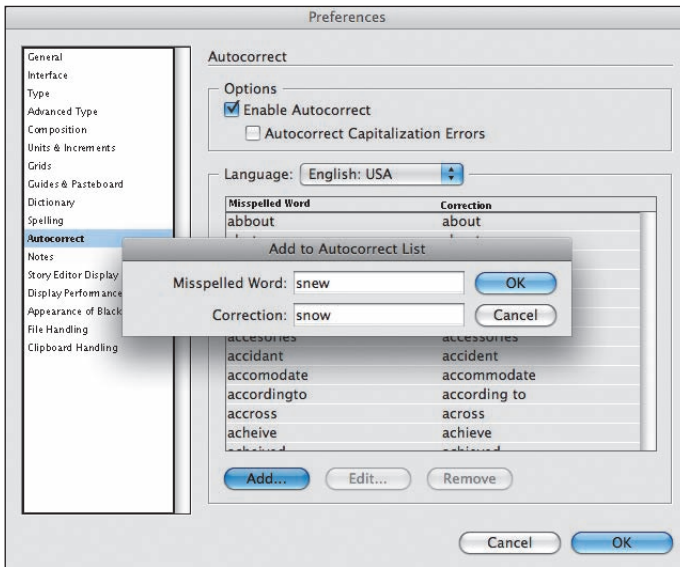 Preferences
General
Interface
Type
Advanced Type
Composition
Units & Increments
Grids
Guides & Pasteboard
Dictionary
Spelling
Autocorrect
Notes
Story Editor Display
Display Performance
Appearance of Black
File Handling
Clipboard Handling
Autocorrect
Options
Enable Autocorrect
Autocorrect Capitalization Errors
Language: English: USA
Misspelled Word Correction
abbout about
Add to Autocorrect List
Misspelled Word: snew OK
Correction: snow Cancel
accesories accessories
accidant accident
accomodate accommodate
accordingto according to
accross across
acheive achieve
Add... Edit... Remove
Cancel OK